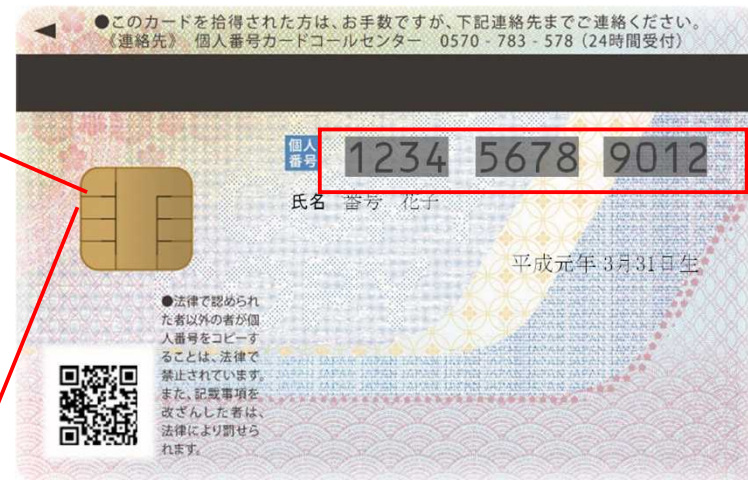 ●このカードを拾得された方は、お手数ですが、下記連絡先までご連絡ください。
《連絡先》 個人番号カードコールセンター 0570 - 783 - 578 (24時間受付)
個人
番号
1234 5678 9012
氏名 番号 花子
平成元年 3月31日生
●法律で認められ
た者以外の者が個
人番号をコピーす
ることは、法律で
禁止されています。
また、記載事項を
改ざんした者は、
法律により罰せら
れます。